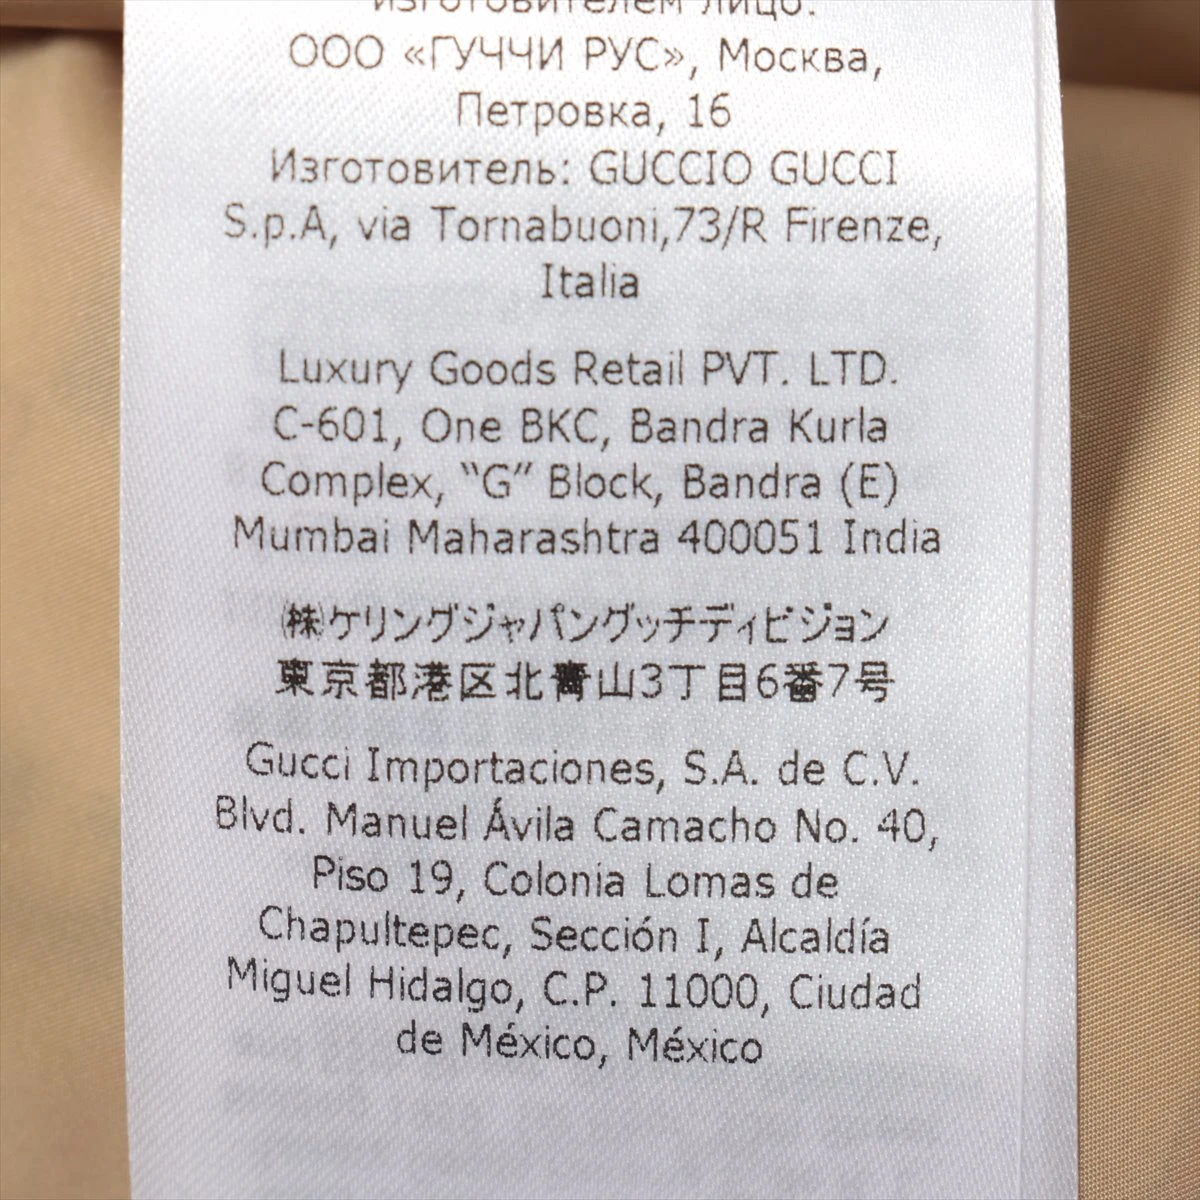 изготовителем лицо:
ООО «ГУЧЧИ РУС», Москва,
Петровка, 16
Изготовитель: GUCCIO GUCCI
S.p.A, via Tornabuoni,73/R Firenze,
Italia
Luxury Goods Retail PVT. LTD.
C-601, One BKC, Bandra Kurla
Complex, “G” Block, Bandra (E)
Mumbai Maharashtra 400051 India
㈱ケリングジャパングッチディビジョン
東京都港区北青山3丁目6番7号
Gucci Importaciones, S.A. de C.V.
Blvd. Manuel Ávila Camacho No. 40,
Piso 19, Colonia Lomas de
Chapultepec, Sección I, Alcaldía
Miguel Hidalgo, C.P. 11000, Ciudad
de México, México